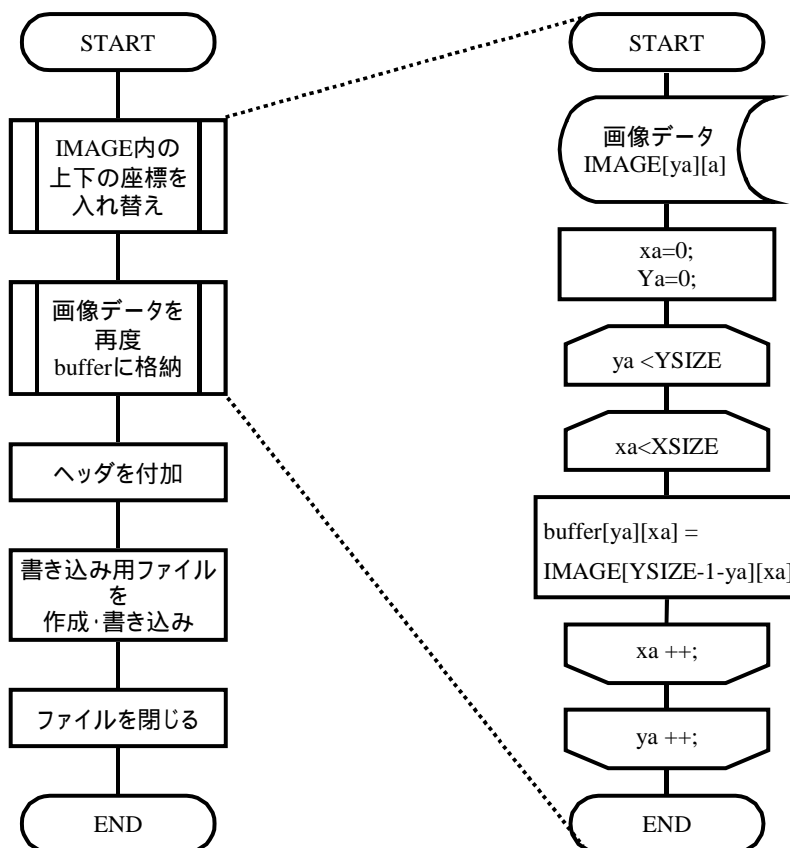 START
IMAGE内の
上下の座標を
入れ替え
画像データを
再度
bufferに格納
ヘッダを付加
書き込み用ファイル
を
作成・書き込み
ファイルを閉じる
END
START
画像データ
IMAGE[ya][a]
xa=0;
Ya=0;
ya <YSIZE
xa<XSIZE
buffer[ya][xa] =
IMAGE[YSIZE-1-ya][xa]
xa ++;
ya ++;
END